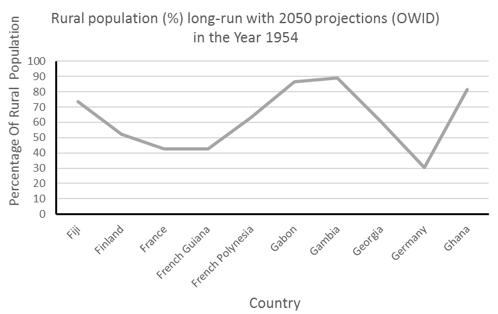 Rural population (%) long-run with 2050 projections (OWID)
in the Year 1954
Percentage Of Rural Population
100
90
80
70
60
50
40
30
20
10
0
Fiji
Finland
France
French Guiana
French Polynesia
Gabon
Gambia
Georgia
Germany
Ghana
Country